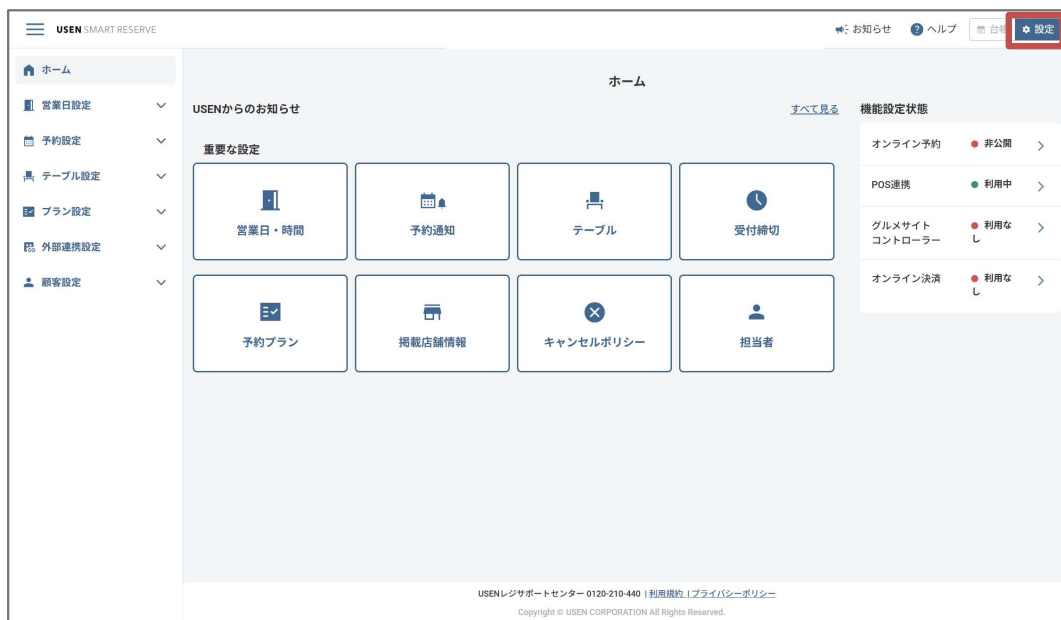 USEN SMART RESERVE
お知らせ
ヘルプ
設定
ホーム
営業日設定
予約設定
テーブル設定
プラン設定
外部連携設定
顧客設定
ホーム
USENからのお知らせ
すべて見る
重要な設定
営業日・時間
予約通知
テーブル
受付締切
予約プラン
掲載店舗情報
キャンセルポリシー
担当者
機能設定状態
オンライン予約 非公開
POS連携 利用中
グルメサイト
コントローラー
利用な
し
オンライン決済
利用な
し
USENレジサポートセンター 0120-210-440 | 利用規約 | プライバシーポリシー
Copyright © USEN CORPORATION All Rights Reserved.